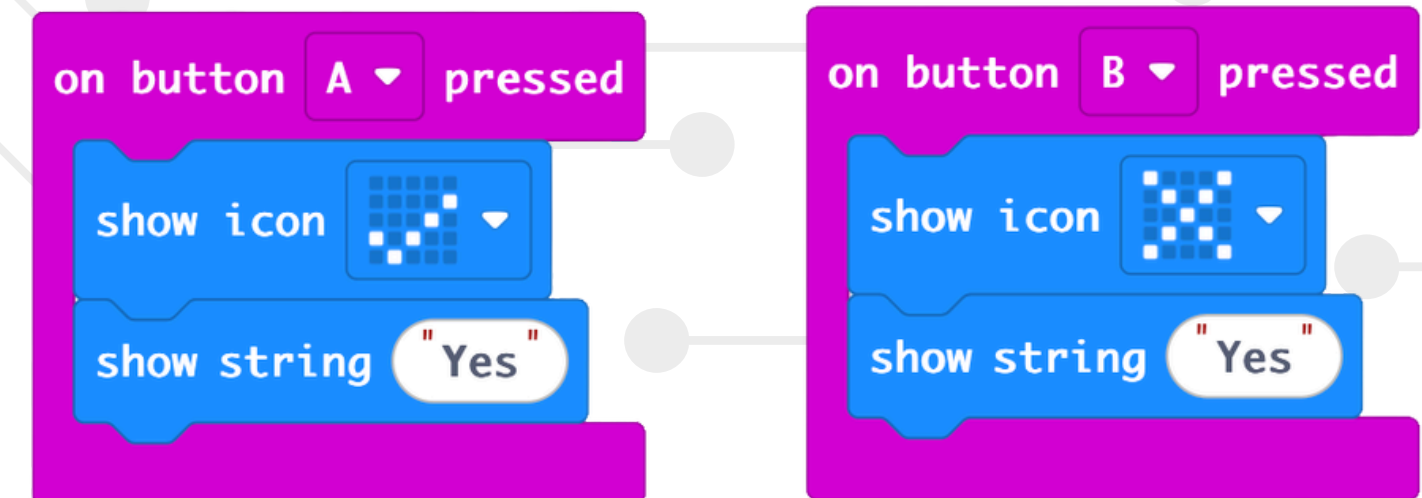 on button A pressed
show icon
show string "Yes"
on button B pressed
show icon
show string "Yes"